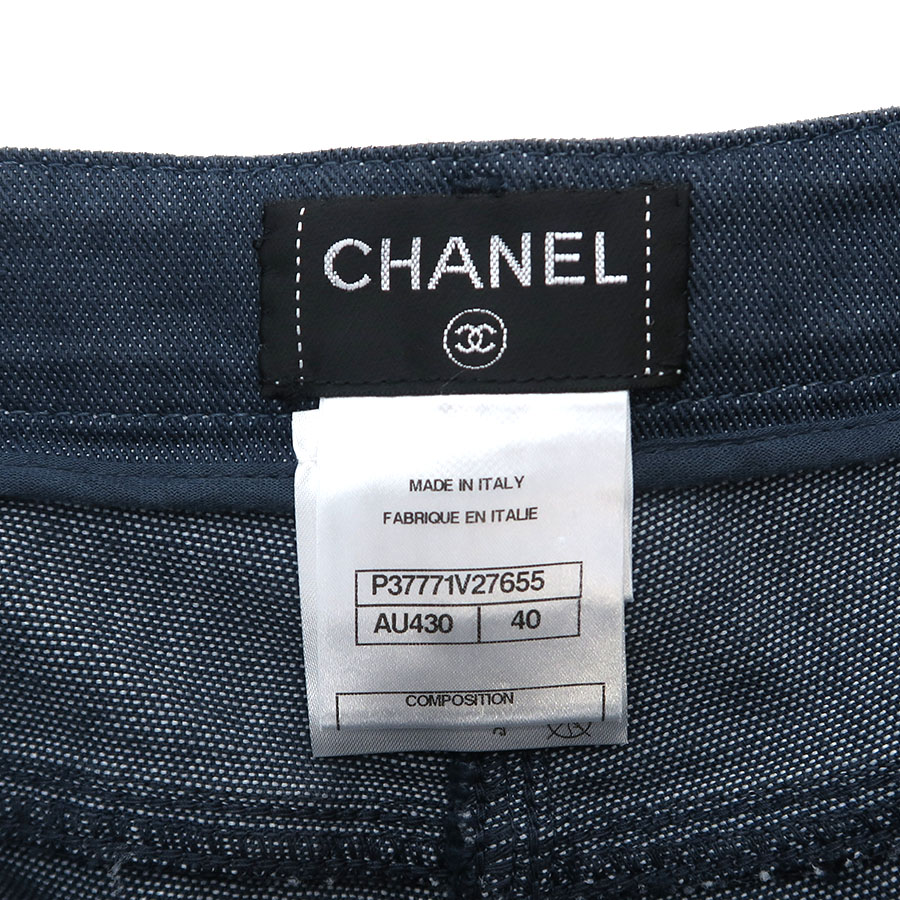 CHANEL
MADE IN ITALY
FABRIQUE EN ITALIE
P37771V27655
AU430 40
COMPOSITION